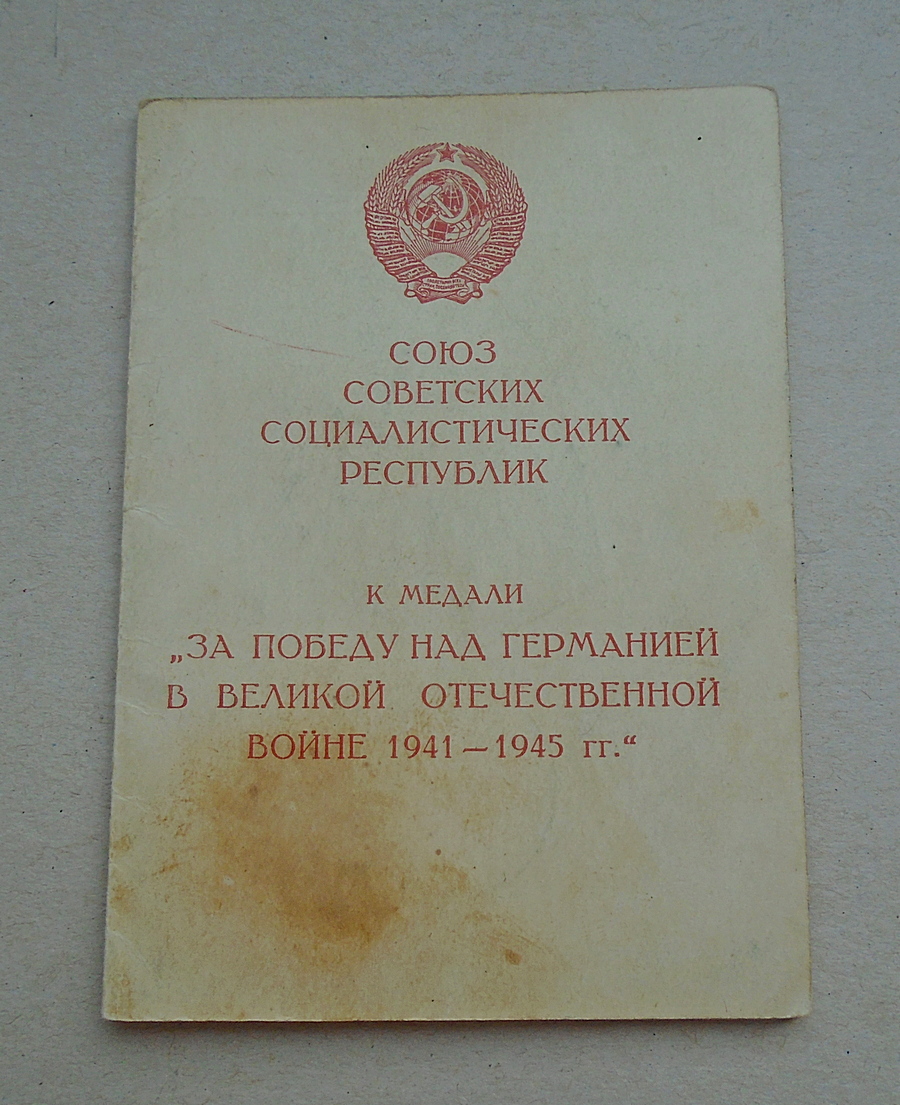 СОЮЗ
СОВЕТСКИХ
СОЦИАЛИСТИЧЕСКИХ
РЕСПУБЛИК
К МЕДАЛИ
„ЗА ПОБЕДУ НАД ГЕРМАНИЕЙ
В ВЕЛИКОЙ ОТЕЧЕСТВЕННОЙ
ВОЙНЕ 1941—1945 гг.“